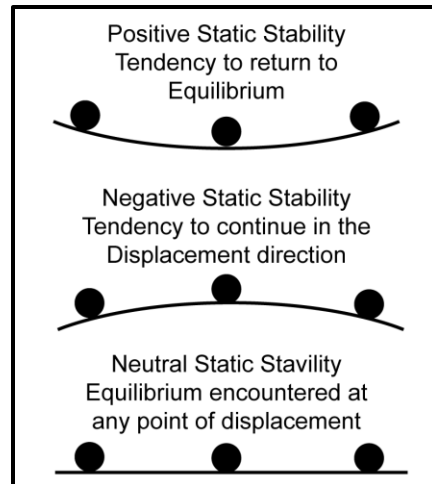 Positive Static Stability
Tendency to return to
Equilibrium
Negative Static Stability
Tendency to continue in the
Displacement direction
Neutral Static Stavility
Equilibrium encountered at
any point of displacement